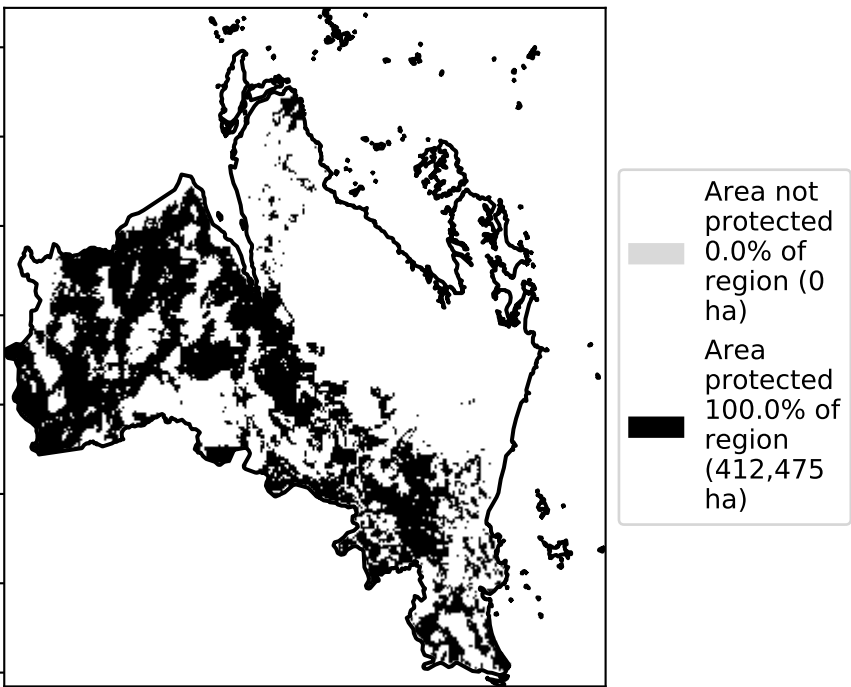 Area not
protected
0.0% of
region (0
ha)
Area
protected
100.0% of
region
(412,475
ha)